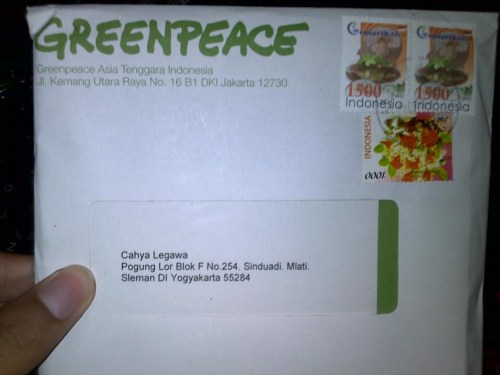 GREENPEACE
Greenpeace Asia Tenggara Indonesia
Jl. Kemang Utara Raya No. 16 B1 DKI Jakarta 12730
1500
Indonesia
1500
Indonesia
INDONESIA
1000
Cahya Legawa
Pogung Lor Blok F No.254, Sinduadi, Mlati.
Sleman DI Yogyakarta 55284